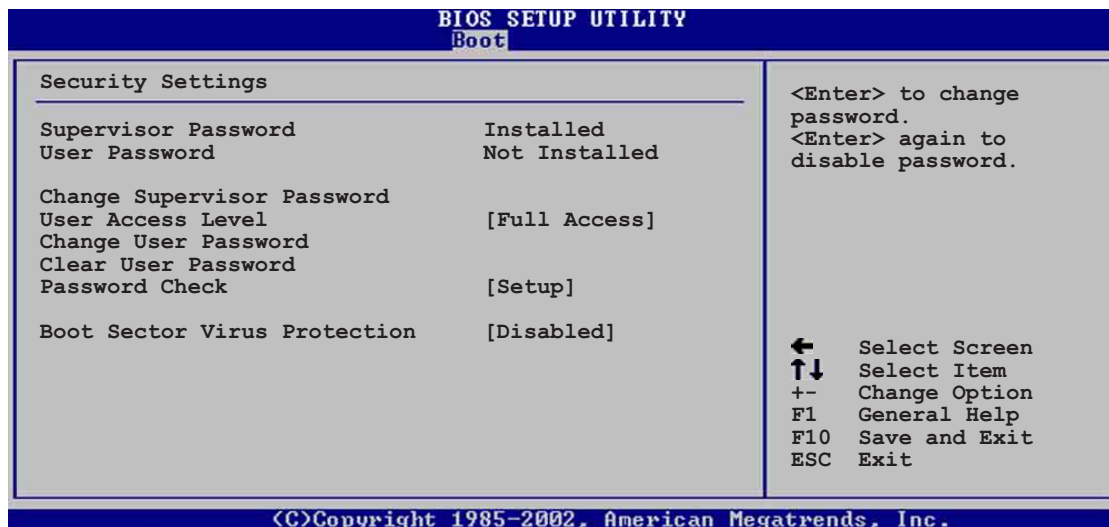 BIOS SETUP UTILITY
Boot
Security Settings
Supervisor Password Installed
User Password Not Installed
Change Supervisor Password
User Access Level [Full Access]
Change User Password
Clear User Password
Password Check [Setup]
Boot Sector Virus Protection [Disabled]
<Enter> to change
password.
<Enter> again to
disable password.
← Select Screen
↑↓ Select Item
+- Change Option
F1 General Help
F10 Save and Exit
ESC Exit
(C)Copyright 1985-2002, American Megatrends, Inc.